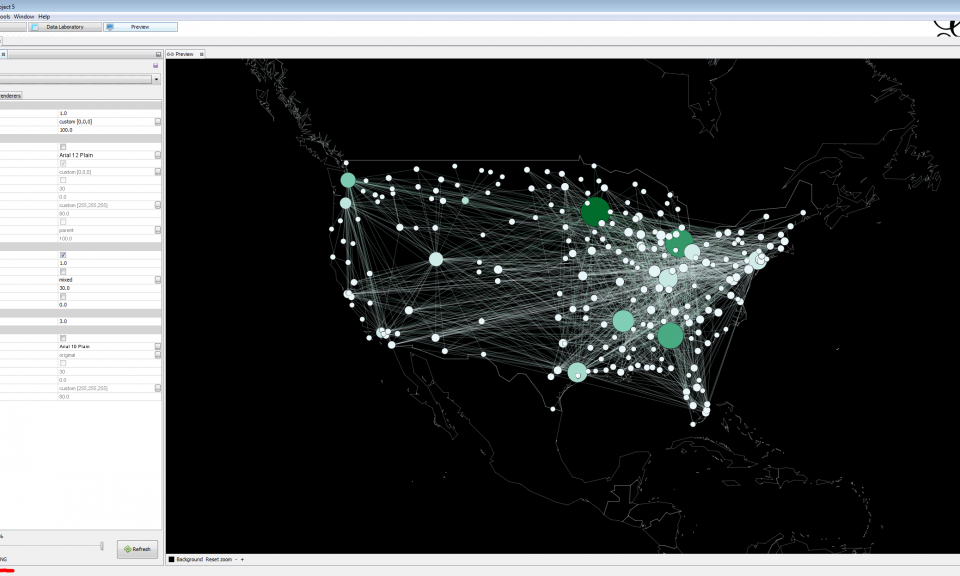 oject 5
ools Window Help
Data Laboratory
Preview
Preview
enderers
1.0
custom [0,0,0]
100.0
Arial 12 Plain
custom [0,0,0]
30
0.0
custom [255,255,255]
80.0
parent
100.0
1.0
mixed
30.0
0.0
3.0
Arial 10 Plain
original
30
0.0
custom [255,255,255]
80.0
%
Refresh
NG
Background Reset zoom - +